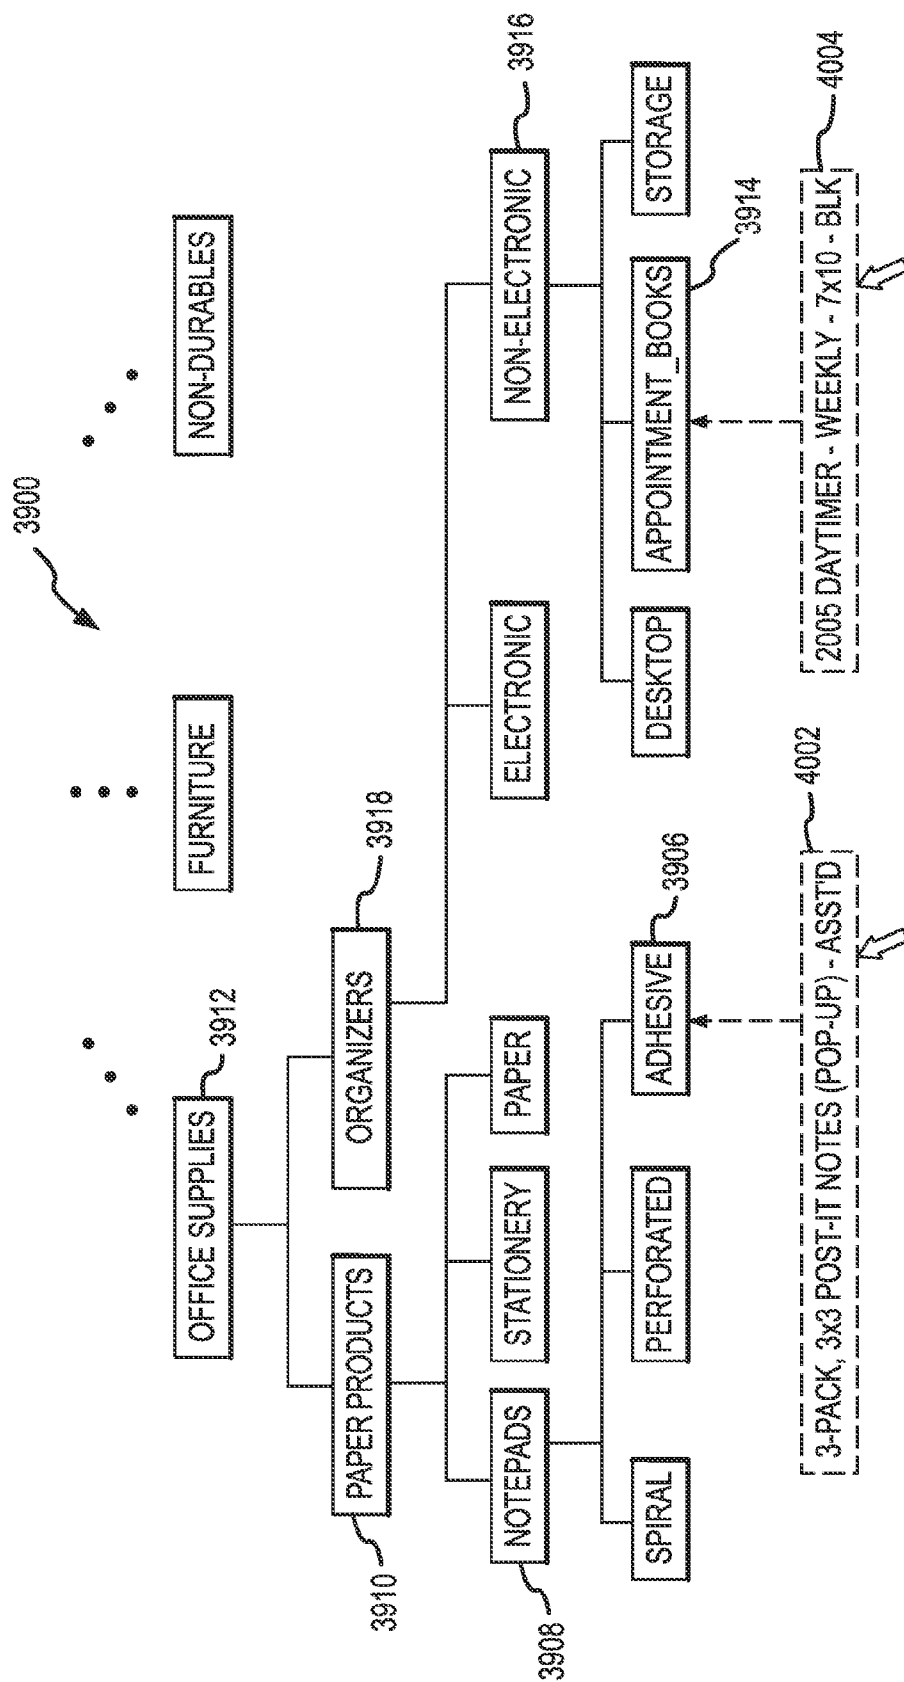 3900
OFFICE SUPPLIES
3912
FURNITURE
NON-DURABLES
3910
PAPER PRODUCTS
ORGANIZERS
3918
3908
NOTEPADS
STATIONERY
PAPER
ELECTRONIC
NON-ELECTRONIC
3916
SPIRAL
PERFORATED
ADHESIVE
3906
DESKTOP
APPOINTMENT_BOOKS
3914
STORAGE
3-PACK, 3x3 POST-IT NOTES (POP-UP) - ASST'D
4002
2005 DAYTIMER - WEEKLY - 7x10 - BLK
4004